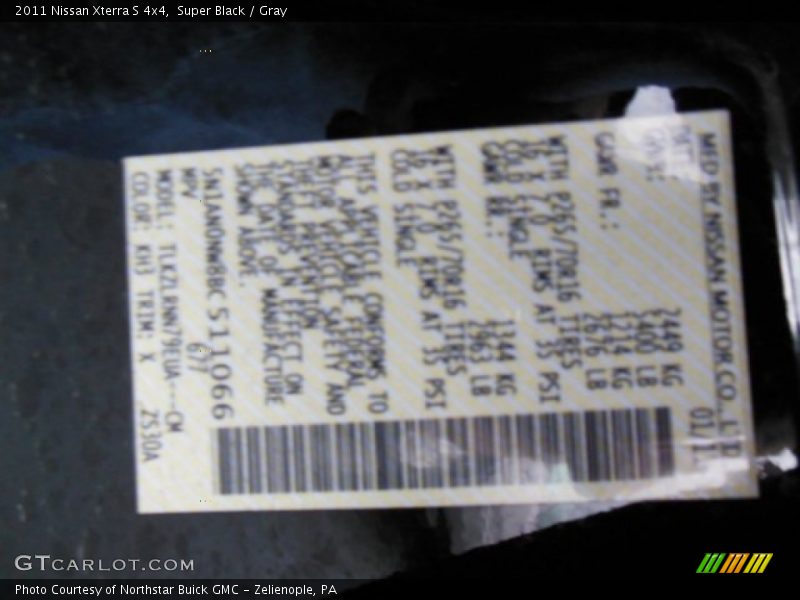 2011 Nissan Xterra S 4x4, Super Black / Gray
MFD BY NISSAN MOTOR CO., LTD
DATE: 01/11
GVWR: 2449 KG
5400 LB
GAWR FR.: 1214 KG
2676 LB
WITH P265/70R16 TIRES
16 X 7.0 RIMS AT 35 PSI
COLD SINGLE
GAWR RR.: 1344 KG
2963 LB
WITH P265/70R16 TIRES
16 X 7.0 RIMS AT 35 PSI
COLD SINGLE
THIS VEHICLE CONFORMS TO
ALL APPLICABLE FEDERAL
MOTOR VEHICLE SAFETY AND
THEFT PREVENTION
STANDARDS IN EFFECT ON
THE DATE OF MANUFACTURE
SHOWN ABOVE.
5N1AN0NW8BC511066
MPV 67
MODEL: TLKZLRNN/9EUA---CH
COLOR: KH3 TRIM: X ZS30A
GTCARLOT.COM
Photo Courtesy of Northstar Buick GMC – Zelienople, PA